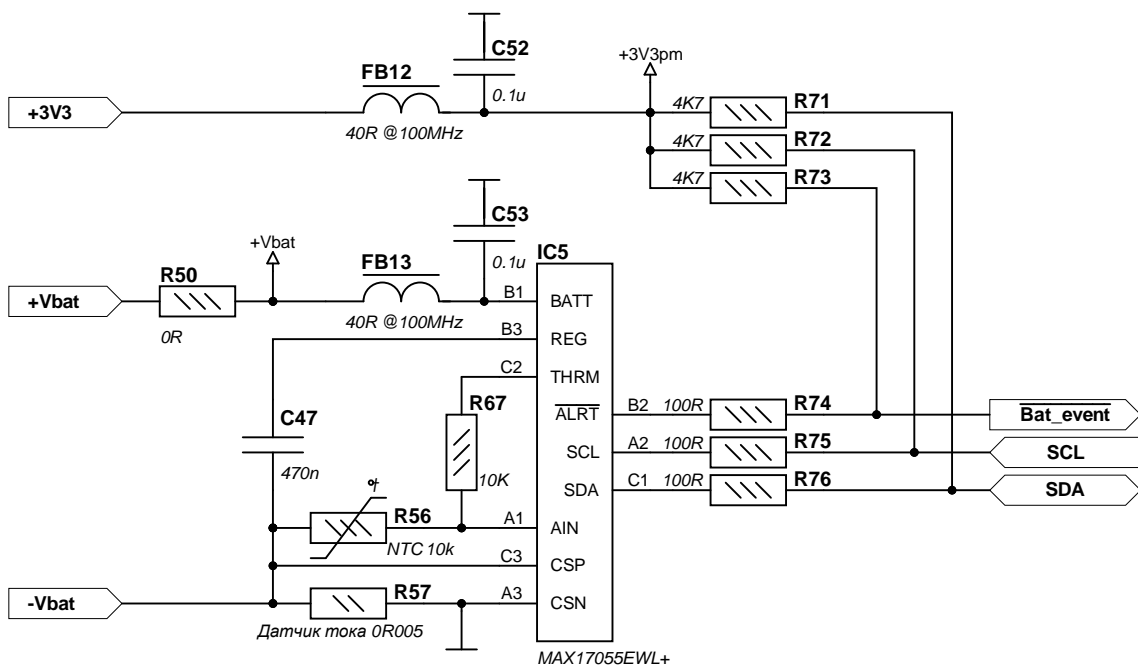 C52
+3V3pm
FB12
0.1u
4K7
R71
+3V3
40R @100MHz
4K7
R72
4K7
R73
C53
+Vbat
IC5
R50
FB13
0.1u
+Vbat
B1
BATT
0R
40R @100MHz
B3
REG
C2
THRM
R67
ALRT
B2
100R
R74
Bat_event
C47
SCL
A2
100R
R75
SCL
470n
10K
SDA
C1
100R
R76
SDA
R56
A1
AIN
NTC 10k
C3
CSP
-Vbat
R57
A3
CSN
Датчик тока 0R005
MAX17055EWL+